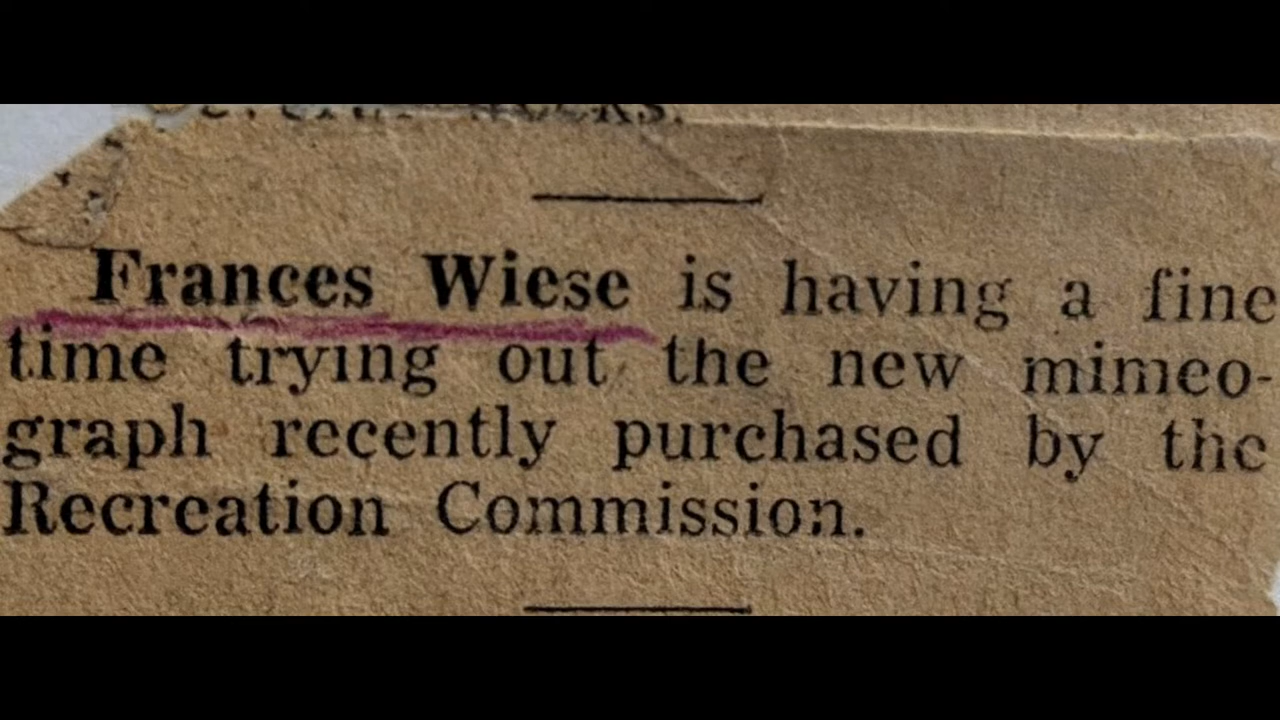 Frances Wiese is having a fine
time trying out the new mimeo-
graph recently purchased by the
Recreation Commission.